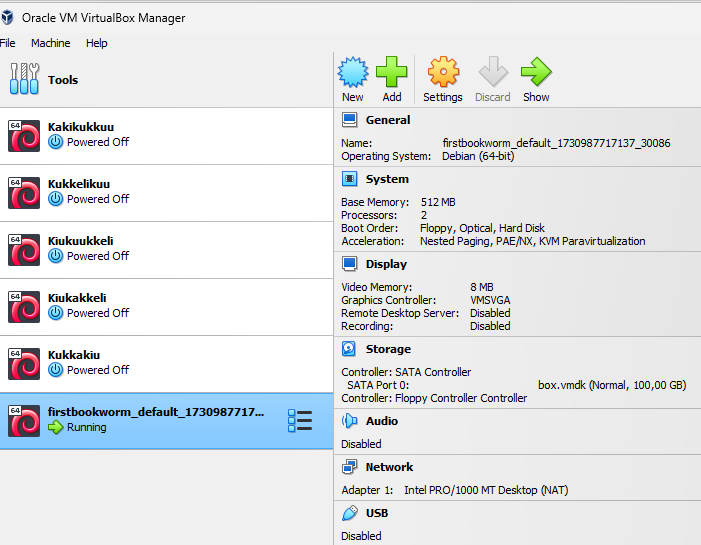 Oracle VM VirtualBox Manager
File Machine Help
Tools
64 Kakikukkuu
Powered Off
64 Kukkelikuu
Powered Off
64 Kiukuukkeli
Powered Off
64 Kiukakkeli
Powered Off
64 Kukkakiu
Powered Off
64 firstbookworm_default_1730987717...
Running
New Add Settings Discard Show
General
Name: firstbookworm_default_1730987717137_30086
Operating System: Debian (64-bit)
System
Base Memory: 512 MB
Processors: 2
Boot Order: Floppy, Optical, Hard Disk
Acceleration: Nested Paging, PAE/NX, KVM Paravirtualization
Display
Video Memory: 8 MB
Graphics Controller: VMSVGA
Remote Desktop Server: Disabled
Recording: Disabled
Storage
Controller: SATA Controller
SATA Port 0: box.vmdk (Normal, 100,00 GB)
Controller: Floppy Controller Controller
Audio
Disabled
Network
Adapter 1: Intel PRO/1000 MT Desktop (NAT)
USB
Disabled